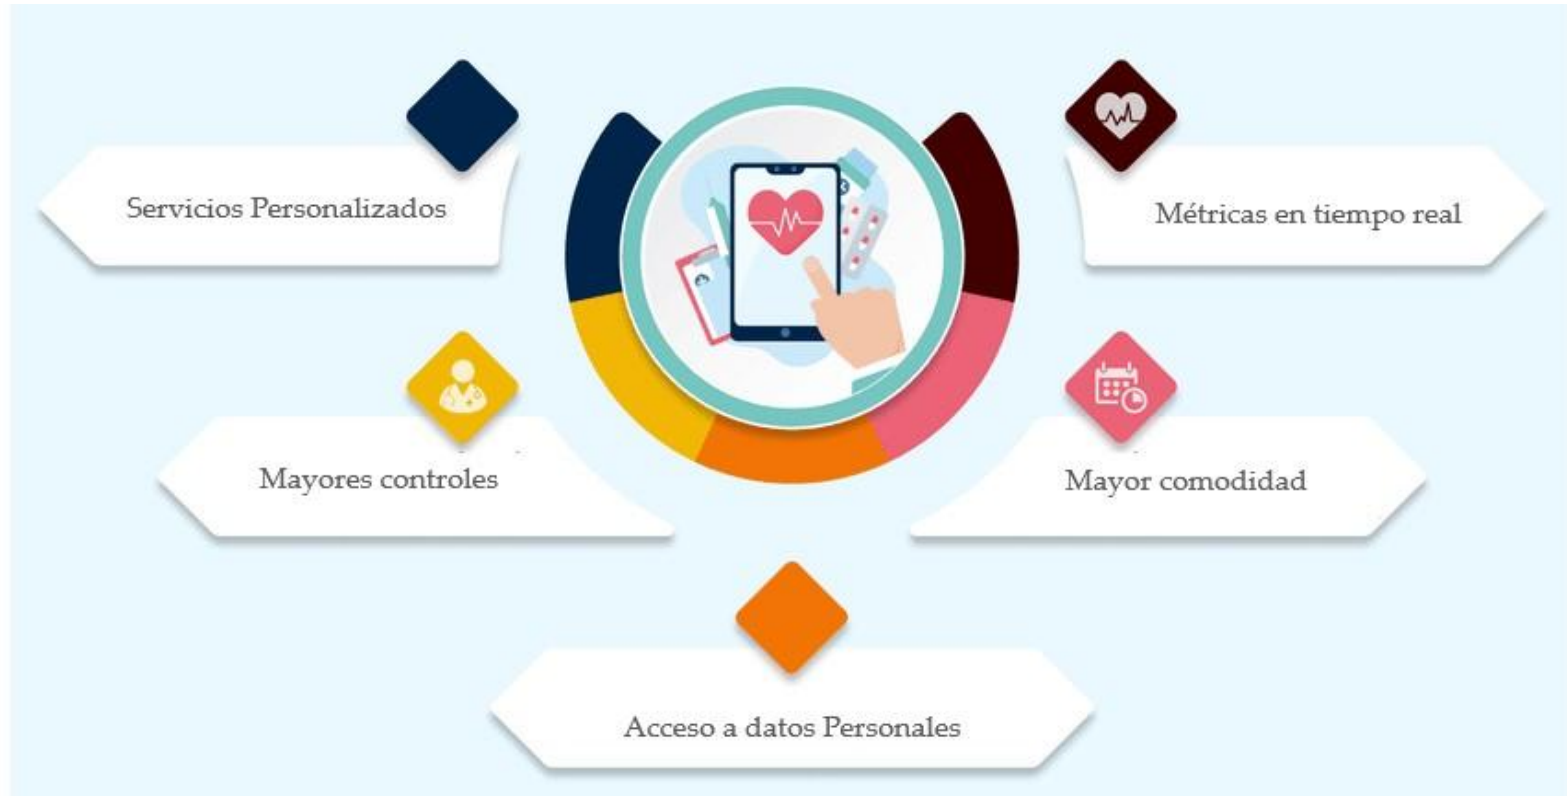 Servicios Personalizados
Métricas en tiempo real
Mayores controles
Mayor comodidad
Acceso a datos Personales